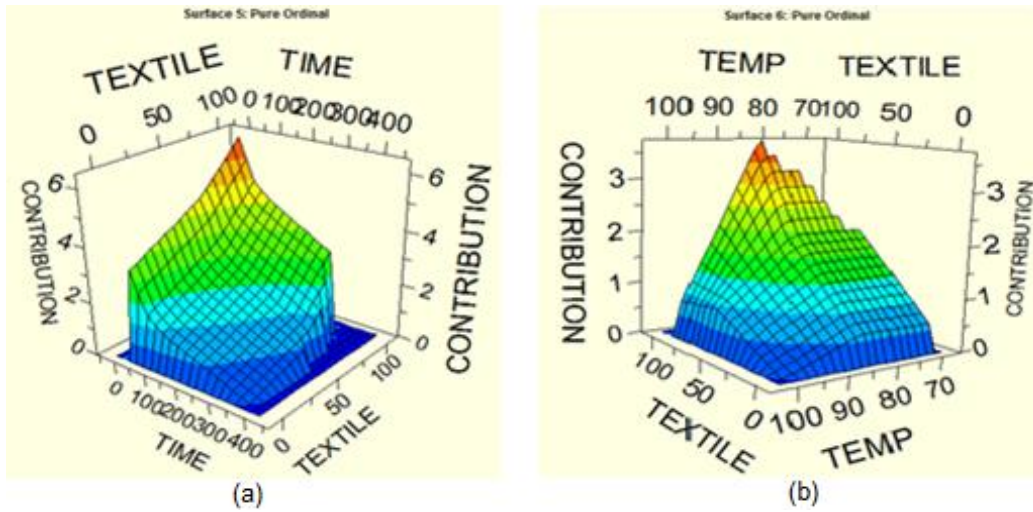 Surface 5: Pure Ordinal
TEXTILE TIME
0 50 100 0 100 200 300 400
CONTRIBUTION
6
4
2
0
6
4
2
0
CONTRIBUTION
0 100 200 300 400
TIME
0 50 100
TEXTILE
(a)
Surface 6: Pure Ordinal
TEMP TEXTILE
100 90 80 70 100 50 0
CONTRIBUTION
3
2
1
0
3
2
1
0
CONTRIBUTION
100 50 0
TEXTILE
100 90 80 70
TEMP
(b)